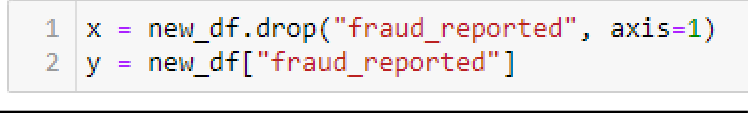 1 x = new_df.drop("fraud_reported", axis=1)
2 y = new_df["fraud_reported"]